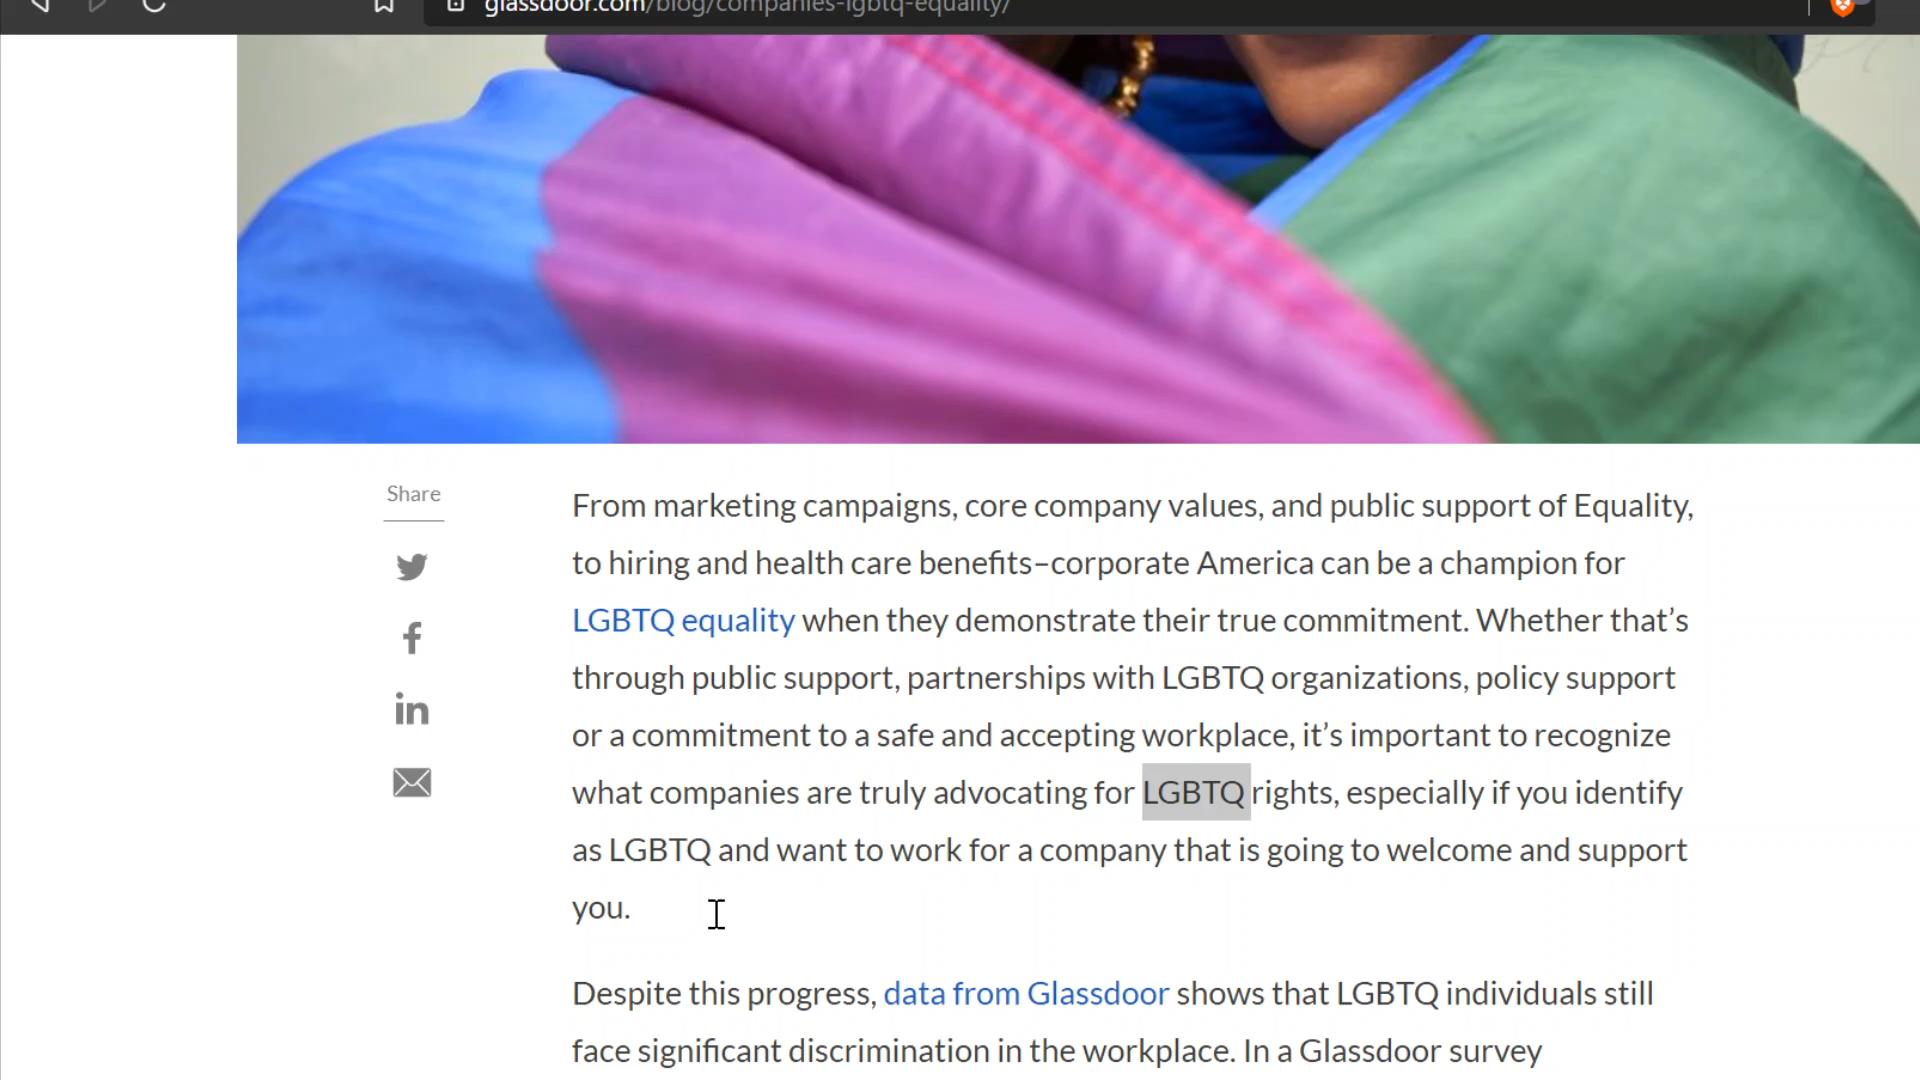 glassdoor.com/blog/companies-lgbtq-equality/
Share
From marketing campaigns, core company values, and public support of Equality,
to hiring and health care benefits–corporate America can be a champion for
LGBTQ equality when they demonstrate their true commitment. Whether that’s
through public support, partnerships with LGBTQ organizations, policy support
or a commitment to a safe and accepting workplace, it’s important to recognize
what companies are truly advocating for LGBTQ rights, especially if you identify
as LGBTQ and want to work for a company that is going to welcome and support
you.
Despite this progress, data from Glassdoor shows that LGBTQ individuals still
face significant discrimination in the workplace. In a Glassdoor survey